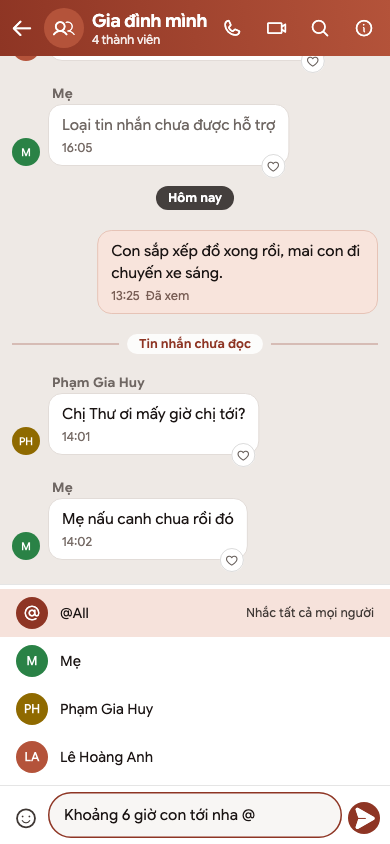 Gia đình mình
4 thành viên
Mẹ
M
Loại tin nhắn chưa được hỗ trợ
16:05
Hôm nay
Con sắp xếp đồ xong rồi, mai con đi
chuyến xe sáng.
13:25 Đã xem
Tin nhắn chưa đọc
Phạm Gia Huy
PH
Chị Thư ơi mấy giờ chị tới?
14:01
Mẹ
M
Mẹ nấu canh chua rồi đó
14:02
@ @All Nhắc tất cả mọi người
M Mẹ
PH Phạm Gia Huy
LA Lê Hoàng Anh
Khoảng 6 giờ con tới nha @